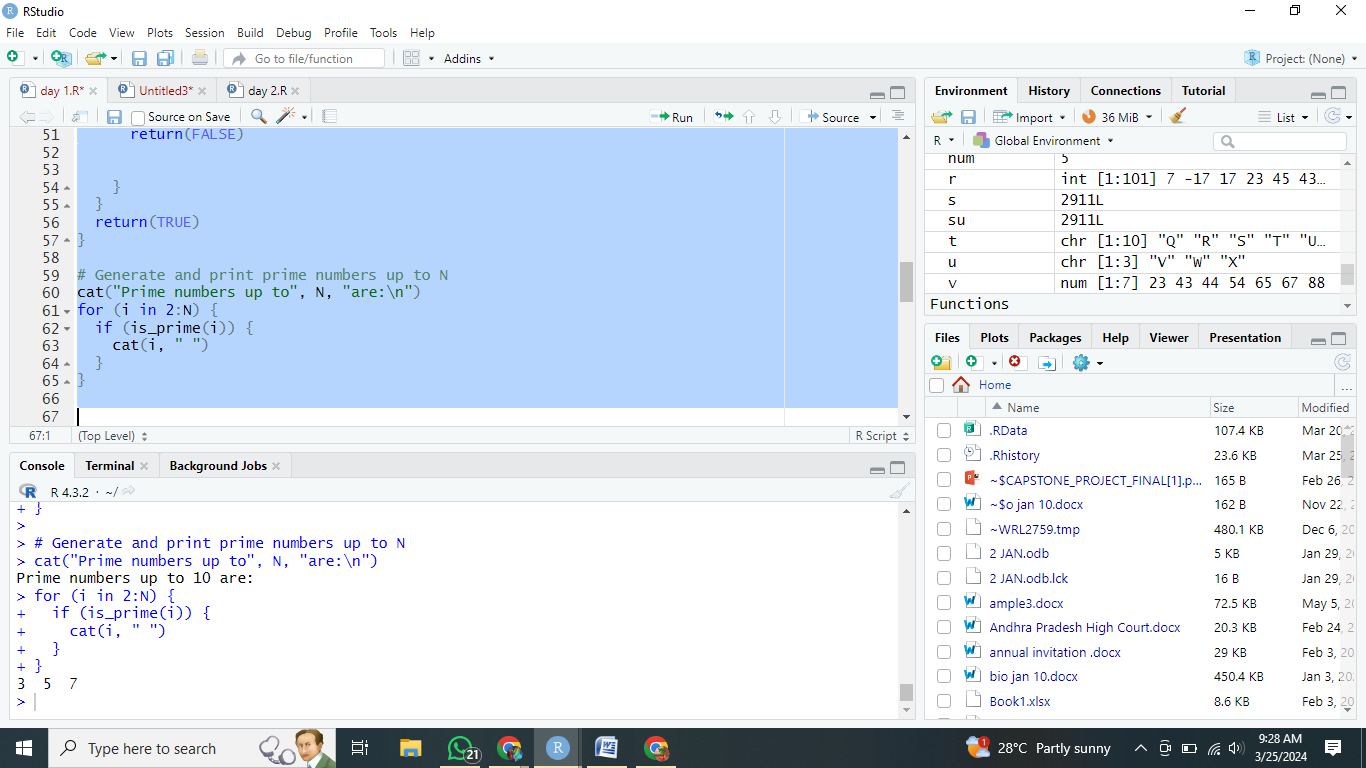 RStudio
File Edit Code View Plots Session Build Debug Profile Tools Help
Go to file/function Addins Project: (None)
day 1.R* Untitled3* day 2.R
Source on Save Run Source
51 return(FALSE)
52
53
54 }
55 }
56 return(TRUE)
57 }
58
59 # Generate and print prime numbers up to N
60 cat("Prime numbers up to", N, "are:\n")
61 for (i in 2:N) {
62 if (is_prime(i)) {
63 cat(i, " ")
64 }
65 }
66
67
67:1 (Top Level) R Script
Console Terminal Background Jobs
R 4.3.2 · ~/
+ }
>
> # Generate and print prime numbers up to N
> cat("Prime numbers up to", N, "are:\n")
Prime numbers up to 10 are:
> for (i in 2:N) {
+ if (is_prime(i)) {
+ cat(i, " ")
+ }
+ }
3 5 7
>
Environment History Connections Tutorial
Import 36 MiB List
R Global Environment
num 5
r int [1:101] 7 -17 17 23 45 43…
s 2911L
su 2911L
t chr [1:10] "Q" "R" "S" "T" "U…
u chr [1:3] "V" "W" "X"
v num [1:7] 23 43 44 54 65 67 88
Functions
Files Plots Packages Help Viewer Presentation
Home ...
Name Size Modified
.RData 107.4 KB Mar 20, 2
.Rhistory 23.6 KB Mar 25, 2
~$CAPSTONE_PROJECT_FINAL[1].p... 165 B Feb 26, 2
~$o jan 10.docx 162 B Nov 22, 2
~WRL2759.tmp 480.1 KB Dec 6, 20
2 JAN.odb 5 KB Jan 29, 2
2 JAN.odb.lck 16 B Jan 29, 2
ample3.docx 72.5 KB May 5, 20
Andhra Pradesh High Court.docx 20.3 KB Feb 24, 2
annual invitation .docx 29 KB Feb 3, 20
bio jan 10.docx 450.4 KB Jan 3, 20
Book1.xlsx 8.6 KB Feb 3, 20
Type here to search 21 1 28°C Partly sunny 9:28 AM
3/25/2024